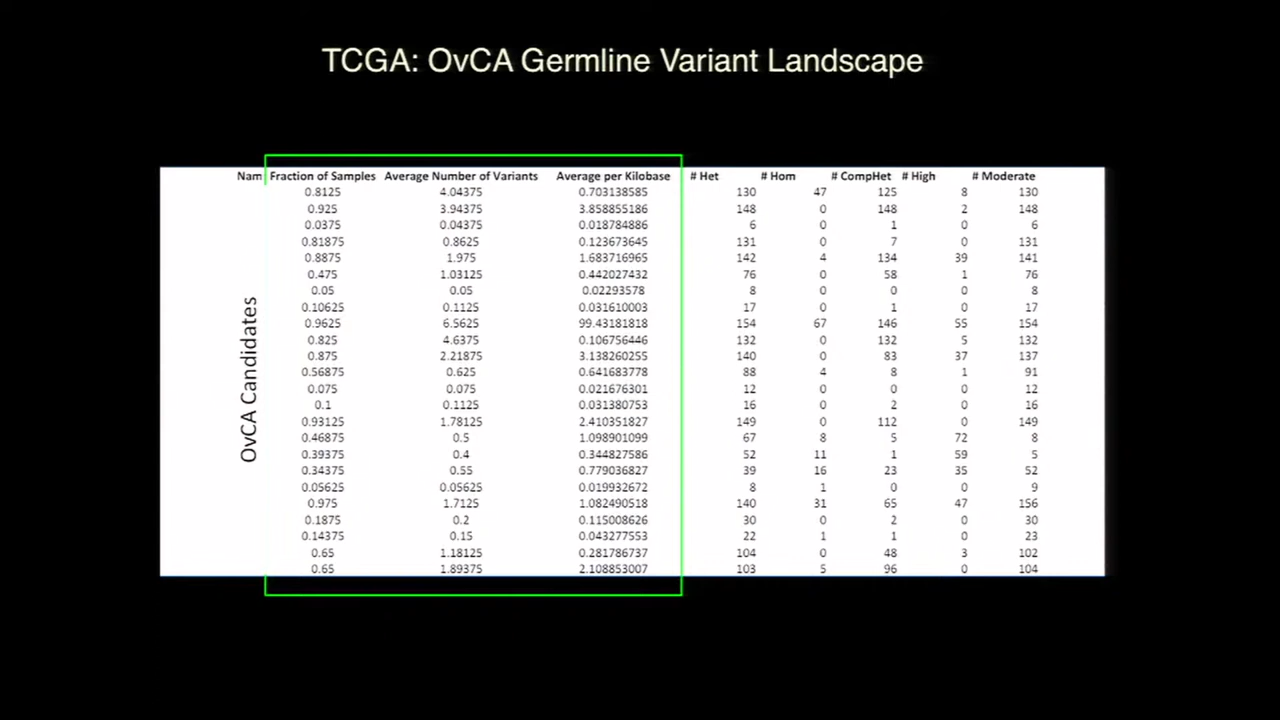 TCGA: OvCA Germline Variant Landscape
Nam Fraction of Samples Average Number of Variants Average per Kilobase # Het # Hom # CompHet # High # Moderate
0.8125 4.04375 0.703138585 130 47 125 8 130
0.925 3.94375 3.858855186 148 0 148 2 148
0.0375 0.04375 0.018784886 6 0 1 0 6
0.81875 0.8625 0.123673645 131 0 7 0 131
0.8875 1.975 1.683716965 142 4 134 39 141
0.475 1.03125 0.442027432 76 0 58 1 76
0.05 0.05 0.02293578 8 0 0 0 8
0.10625 0.1125 0.031610003 17 0 1 0 17
0.9625 6.5625 99.43181818 154 67 146 55 154
0.825 4.6375 0.106756446 132 0 132 5 132
0.875 2.21875 3.138260255 140 0 83 37 137
0.56875 0.625 0.641683778 88 4 8 1 91
0.075 0.075 0.021676301 12 0 0 0 12
0.1 0.1125 0.031380753 16 0 2 0 16
0.93125 1.78125 2.410351827 149 0 112 0 149
0.46875 0.5 1.098901099 67 8 5 72 8
0.39375 0.4 0.344827586 52 11 1 59 5
0.34375 0.55 0.779036827 39 16 23 35 52
0.05625 0.05625 0.019932672 8 1 0 0 9
0.975 1.7125 1.082490518 140 31 65 47 156
0.1875 0.2 0.115008626 30 0 2 0 30
0.14375 0.15 0.043277553 22 1 1 0 23
0.65 1.18125 0.281786737 104 0 48 3 102
0.65 1.89375 2.108853007 103 5 96 0 104
OvCA Candidates